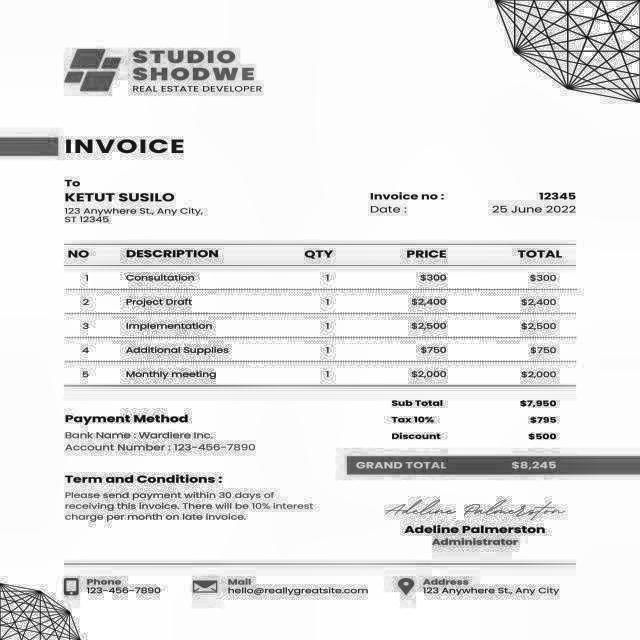 STUDIO
SHODWE
REAL ESTATE DEVELOPER
INVOICE
To
KETUT SUSILO
123 Anywhere St., Any City,
ST 12345
Invoice no : 12345
Date : 25 June 2022
NO DESCRIPTION QTY PRICE TOTAL
1 Consultation 1 $300 $300
2 Project Draft 1 $2,400 $2,400
3 Implementation 1 $2,500 $2,500
4 Additional Supplies 1 $750 $750
5 Monthly meeting 1 $2,000 $2,000
Sub Total $7,950
Tax 10% $795
Discount $500
GRAND TOTAL $8,245
Payment Method
Bank Name : Wardiere Inc.
Account Number : 123-456-7890
Term and Conditions :
Please send payment within 30 days of
receiving this invoice. There will be 10% interest
charge per month on late invoice.
Adeline Palmerston
Adeline Palmerston
Administrator
Phone
123-456-7890
Mail
hello@reallygreatsite.com
Address
123 Anywhere St., Any City